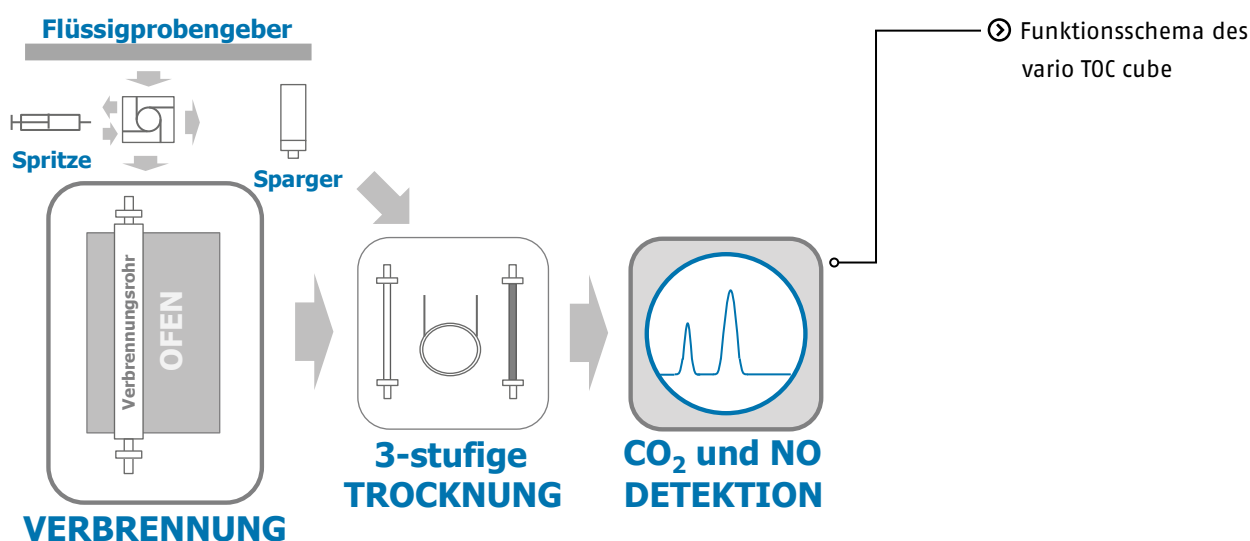 Flüssigprobengeber
Funktionsschema des
vario TOC cube
Spritze
Sparger
Verbrennungsrohr
OFEN
3-stufige
TROCKNUNG
CO₂ und NO
DETEKTION
VERBRENNUNG